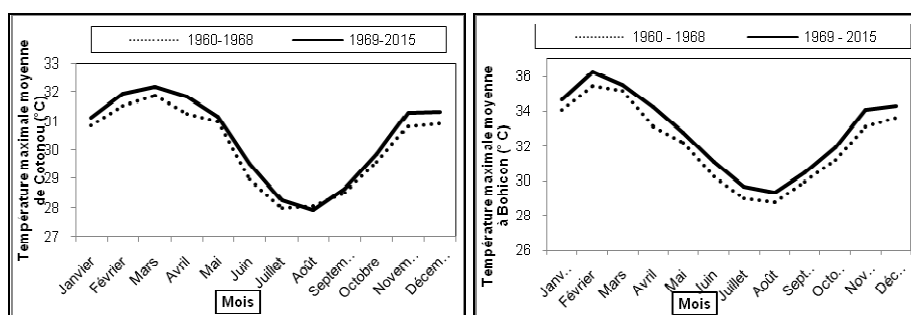 1960-1968 1969-2015
Température maximale moyenne
de Cotonou (°C)
33
32
31
30
29
28
27
Janvier Février Mars Avril Mai Juin Juillet Août Septem… Octobre Novem… Décem…
Mois
1960 - 1968 1969 - 2015
Température maximale moyenne
à Bohicon (° C)
36
34
32
30
28
26
Janv.. Février Mars Avril Mai Juin Juillet Août Sept.. Octo.. Nov.. Déc..
Mois